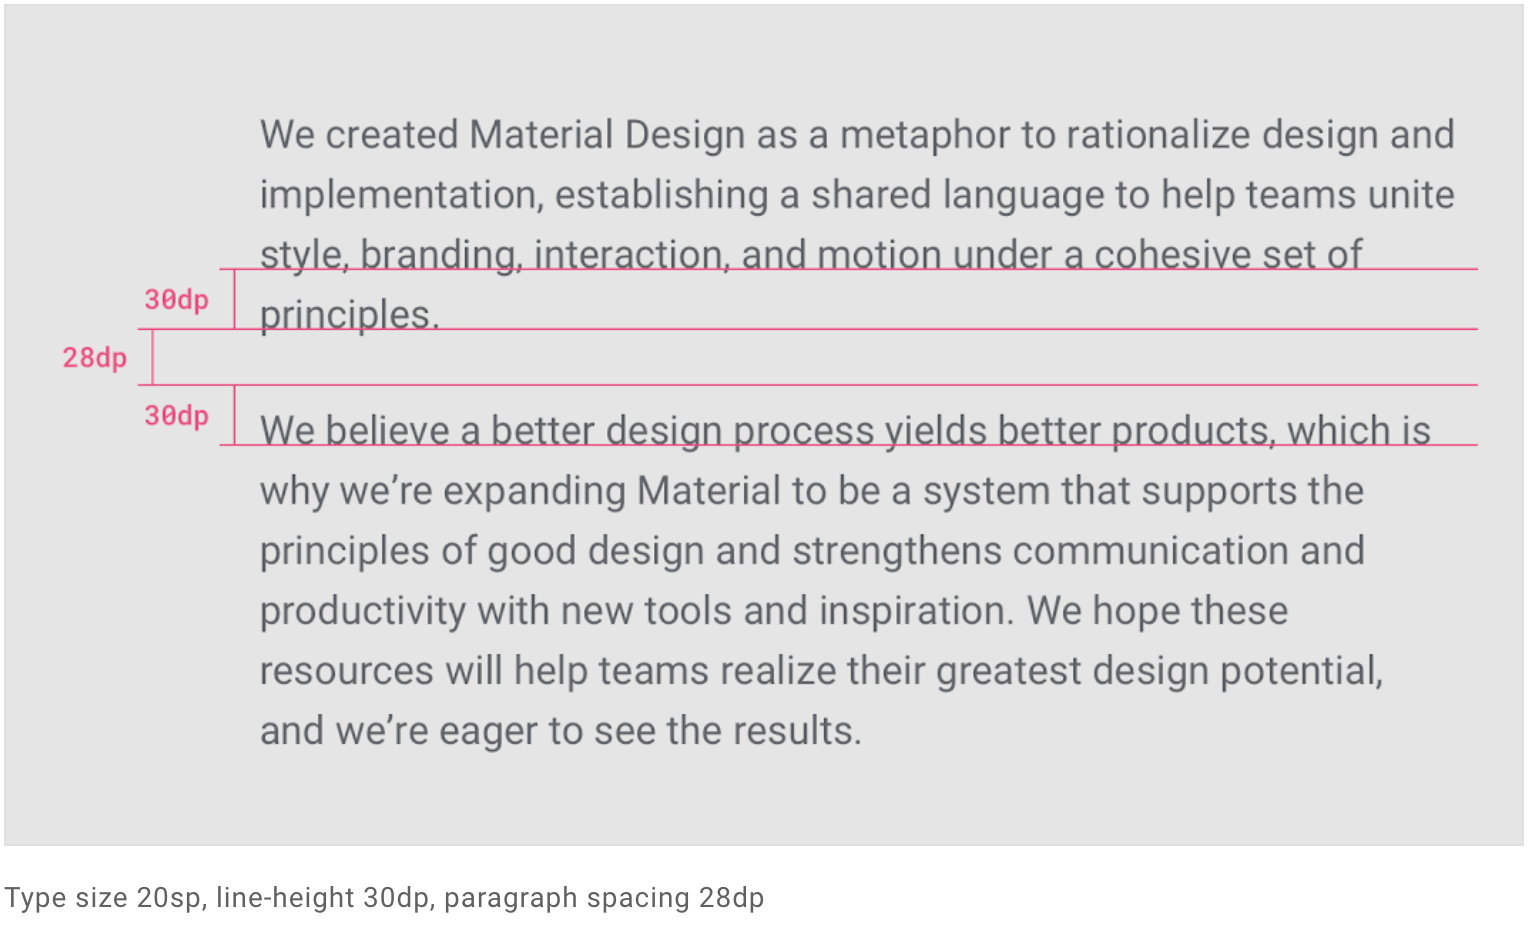 We created Material Design as a metaphor to rationalize design and
implementation, establishing a shared language to help teams unite
style, branding, interaction, and motion under a cohesive set of
30dp
principles.
28dp
30dp
We believe a better design process yields better products, which is
why we’re expanding Material to be a system that supports the
principles of good design and strengthens communication and
productivity with new tools and inspiration. We hope these
resources will help teams realize their greatest design potential,
and we’re eager to see the results.
Type size 20sp, line-height 30dp, paragraph spacing 28dp